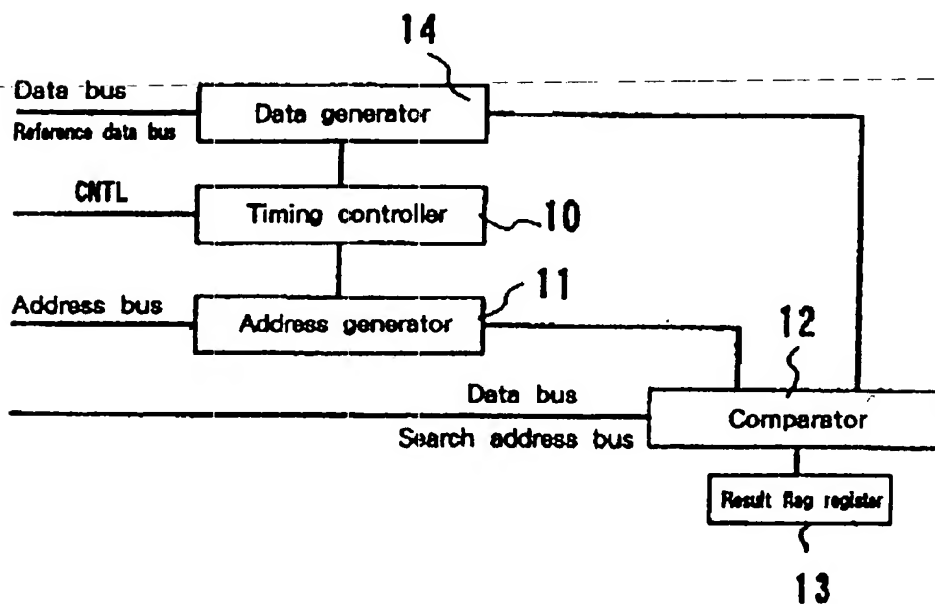 14
Data bus
Data generator
Reference data bus
CNTL
Timing controller
10
Address bus
11
Address generator
12
Data bus
Comparator
Search address bus
Result flag register
13